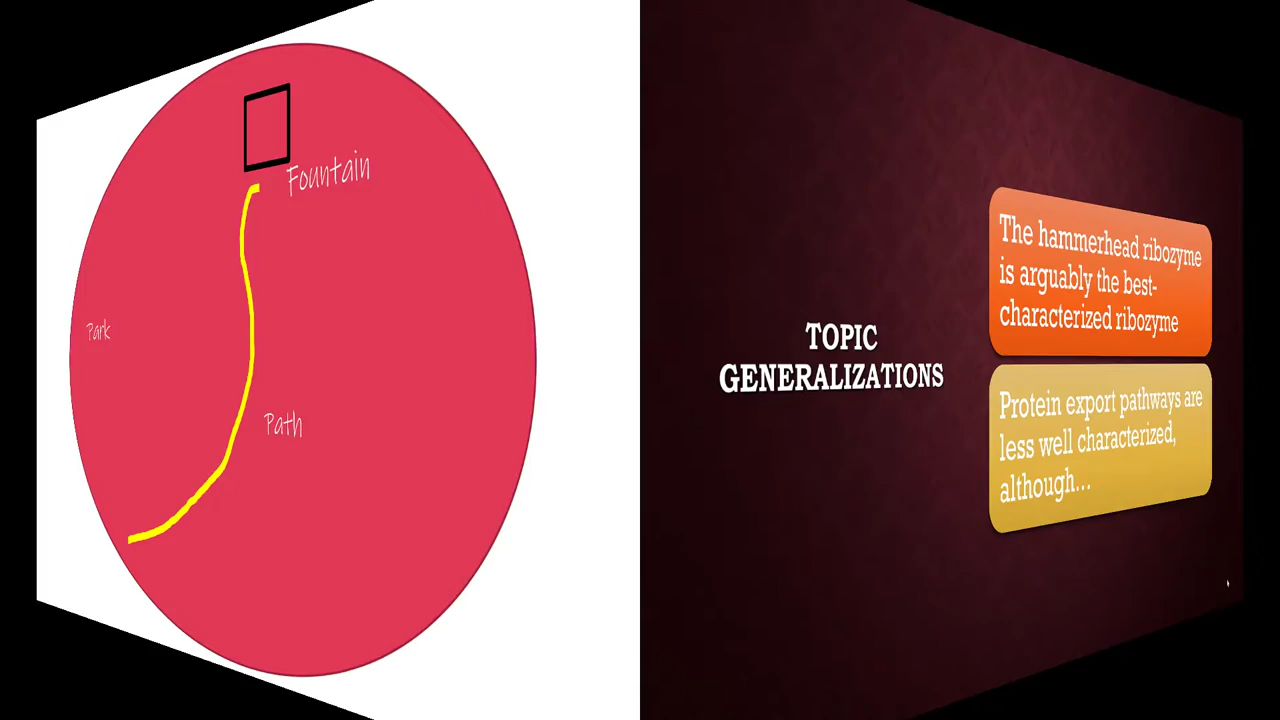 Fountain
Park
Path
TOPIC
GENERALIZATIONS
The hammerhead ribozyme
is arguably the best-
characterized ribozyme
Protein export pathways are
less well characterized,
although...